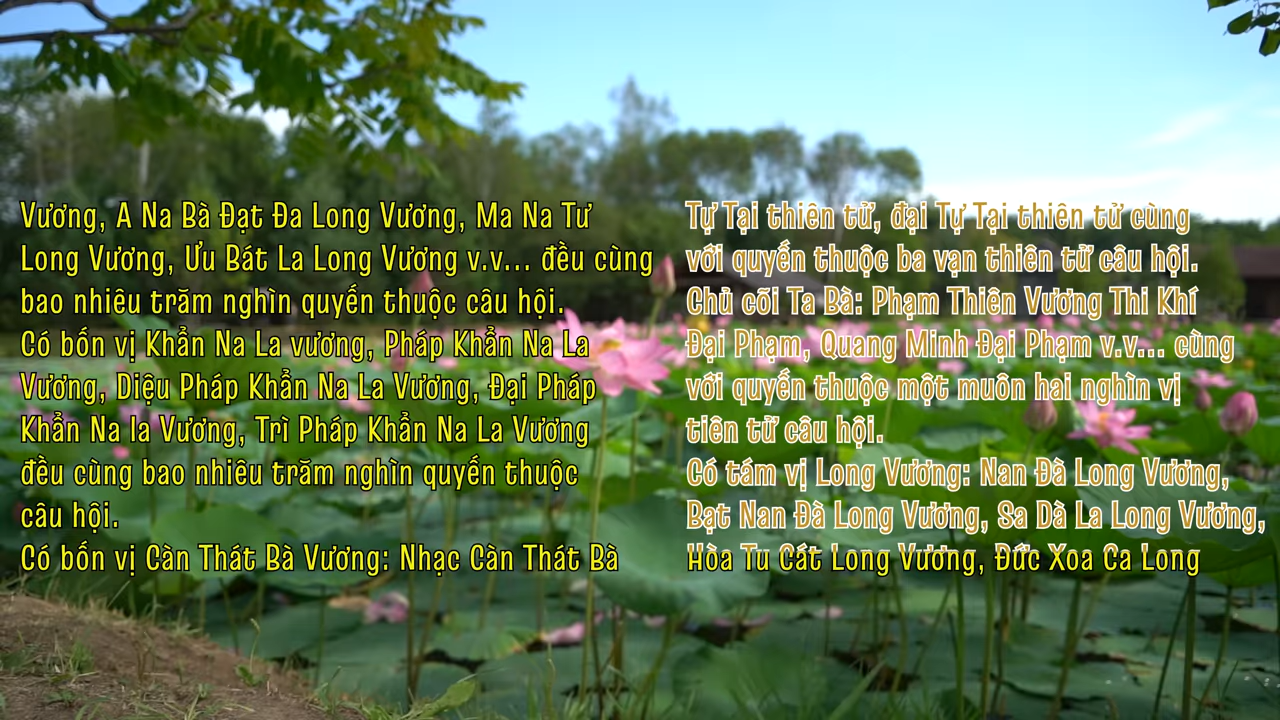 Vương, A Na Bà Đạt Đa Long Vương, Ma Na Tư
Long Vương, Ưu Bát La Long Vương v.v... đều cùng
bao nhiêu trăm nghìn quyến thuộc câu hội.
Có bốn vị Khẩn Na La vương, Pháp Khẩn Na La
Vương, Diệu Pháp Khẩn Na La Vương, Đại Pháp
Khẩn Na la Vương, Trì Pháp Khẩn Na La Vương
đều cùng bao nhiêu trăm nghìn quyến thuộc
câu hội.
Có bốn vị Càn Thát Bà Vương: Nhạc Càn Thát Bà
Tự Tại thiên tử, đại Tự Tại thiên tử cùng
với quyến thuộc ba vạn thiên tử câu hội.
Chủ cõi Ta Bà: Phạm Thiên Vương Thi Khí
Đại Phạm, Quang Minh Đại Phạm v.v... cùng
với quyến thuộc một muôn hai nghìn vị
tiên tử câu hội.
Có tám vị Long Vương: Nan Đà Long Vương,
Bạt Nan Đà Long Vương, Sa Dà La Long Vương,
Hòa Tu Cát Long Vương, Đức Xoa Ca Long